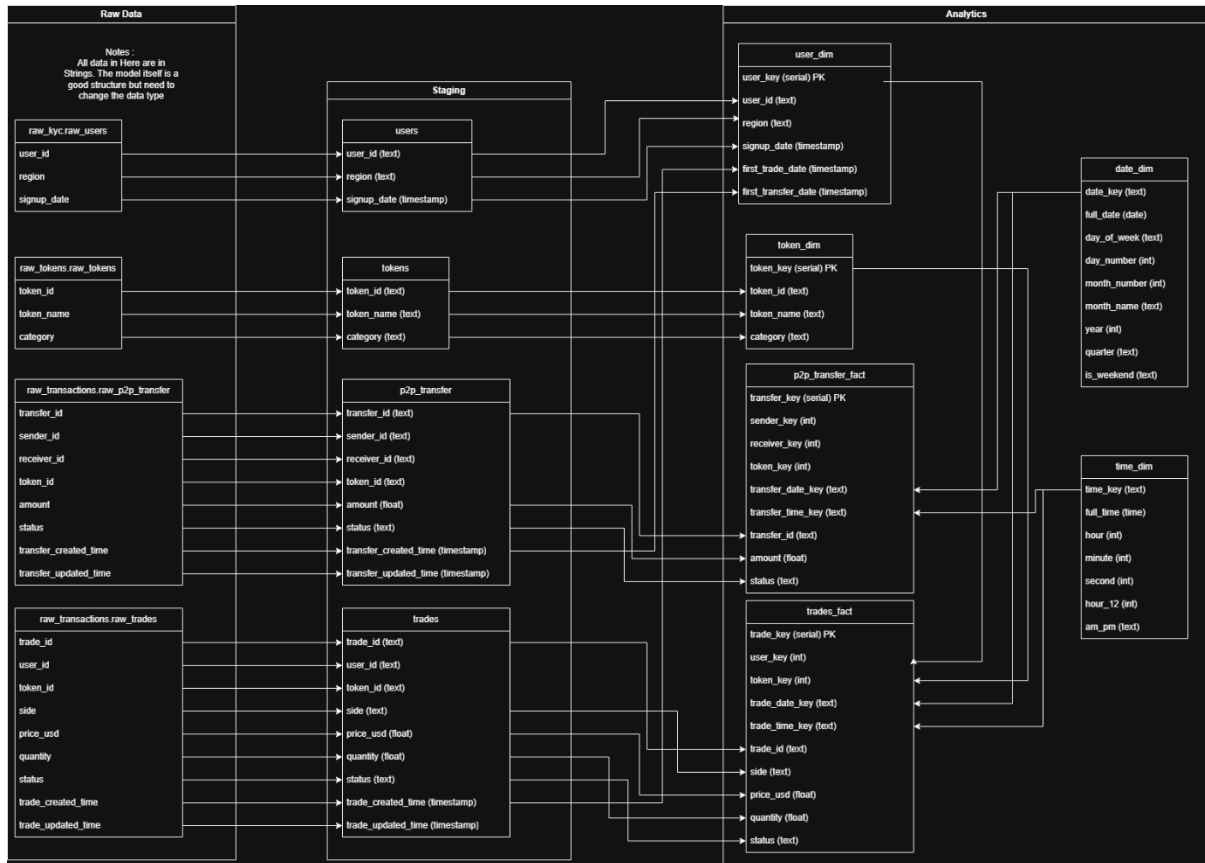 Raw Data
Notes :
All data in Here are in
Strings. The model itself is a
good structure but need to
change the data type
raw_kyc.raw_users
user_id
region
signup_date
raw_tokens.raw_tokens
token_id
token_name
category
raw_transactions.raw_p2p_transfer
transfer_id
sender_id
receiver_id
token_id
amount
status
transfer_created_time
transfer_updated_time
raw_transactions.raw_trades
trade_id
user_id
token_id
side
price_usd
quantity
status
trade_created_time
trade_updated_time
Staging
users
user_id (text)
region (text)
signup_date (timestamp)
tokens
token_id (text)
token_name (text)
category (text)
p2p_transfer
transfer_id (text)
sender_id (text)
receiver_id (text)
token_id (text)
amount (float)
status (text)
transfer_created_time (timestamp)
transfer_updated_time (timestamp)
trades
trade_id (text)
user_id (text)
token_id (text)
side (text)
price_usd (float)
quantity (float)
status (text)
trade_created_time (timestamp)
trade_updated_time (timestamp)
Analytics
user_dim
user_key (serial) PK
user_id (text)
region (text)
signup_date (timestamp)
first_trade_date (timestamp)
first_transfer_date (timestamp)
token_dim
token_key (serial) PK
token_id (text)
token_name (text)
category (text)
p2p_transfer_fact
transfer_key (serial) PK
sender_key (int)
receiver_key (int)
token_key (int)
transfer_date_key (text)
transfer_time_key (text)
transfer_id (text)
amount (float)
status (text)
trades_fact
trade_key (serial) PK
user_key (int)
token_key (int)
trade_date_key (text)
trade_time_key (text)
trade_id (text)
side (text)
price_usd (float)
quantity (float)
status (text)
date_dim
date_key (text)
full_date (date)
day_of_week (text)
day_number (int)
month_number (int)
month_name (text)
year (int)
quarter (text)
is_weekend (text)
time_dim
time_key (text)
full_time (time)
hour (int)
minute (int)
second (int)
hour_12 (int)
am_pm (text)